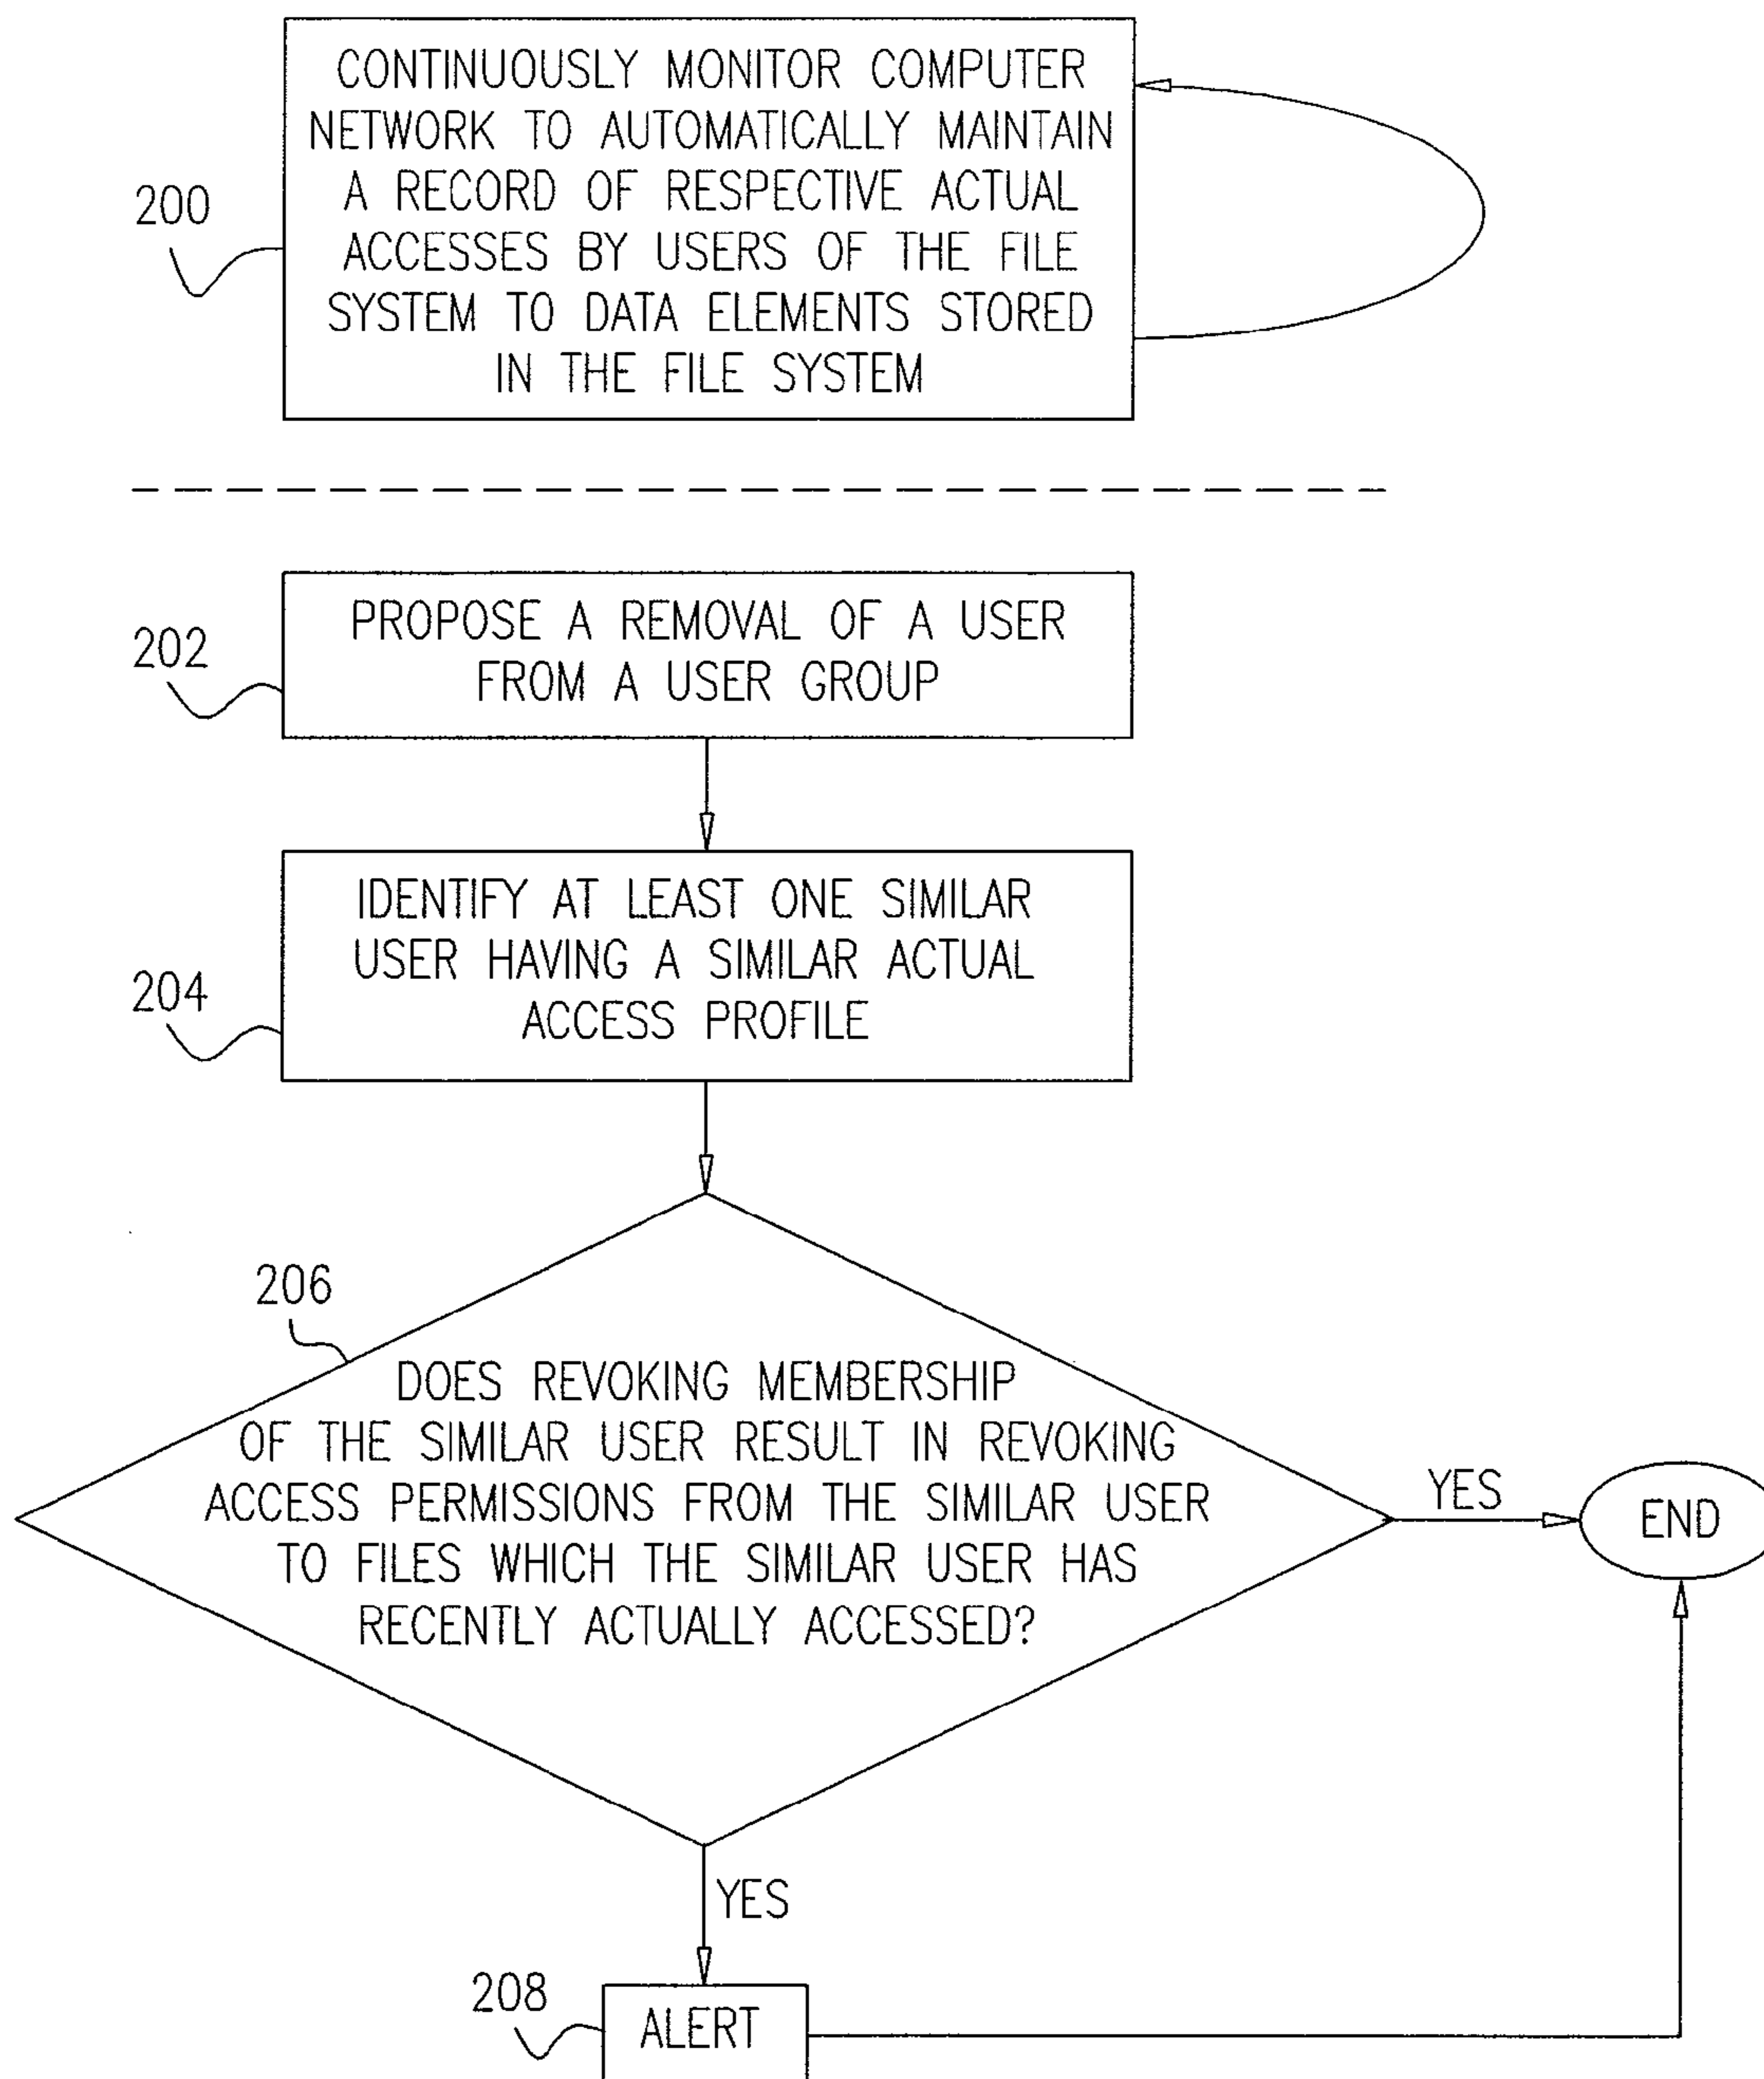 CONTINUOUSLY MONITOR COMPUTER
NETWORK TO AUTOMATICALLY MAINTAIN
A RECORD OF RESPECTIVE ACTUAL
ACCESSES BY USERS OF THE FILE
SYSTEM TO DATA ELEMENTS STORED
IN THE FILE SYSTEM
200
PROPOSE A REMOVAL OF A USER
FROM A USER GROUP
202
IDENTIFY AT LEAST ONE SIMILAR
USER HAVING A SIMILAR ACTUAL
ACCESS PROFILE
204
206
DOES REVOKING MEMBERSHIP
OF THE SIMILAR USER RESULT IN REVOKING
ACCESS PERMISSIONS FROM THE SIMILAR USER
TO FILES WHICH THE SIMILAR USER HAS
RECENTLY ACTUALLY ACCESSED?
YES
END
YES
208
ALERT